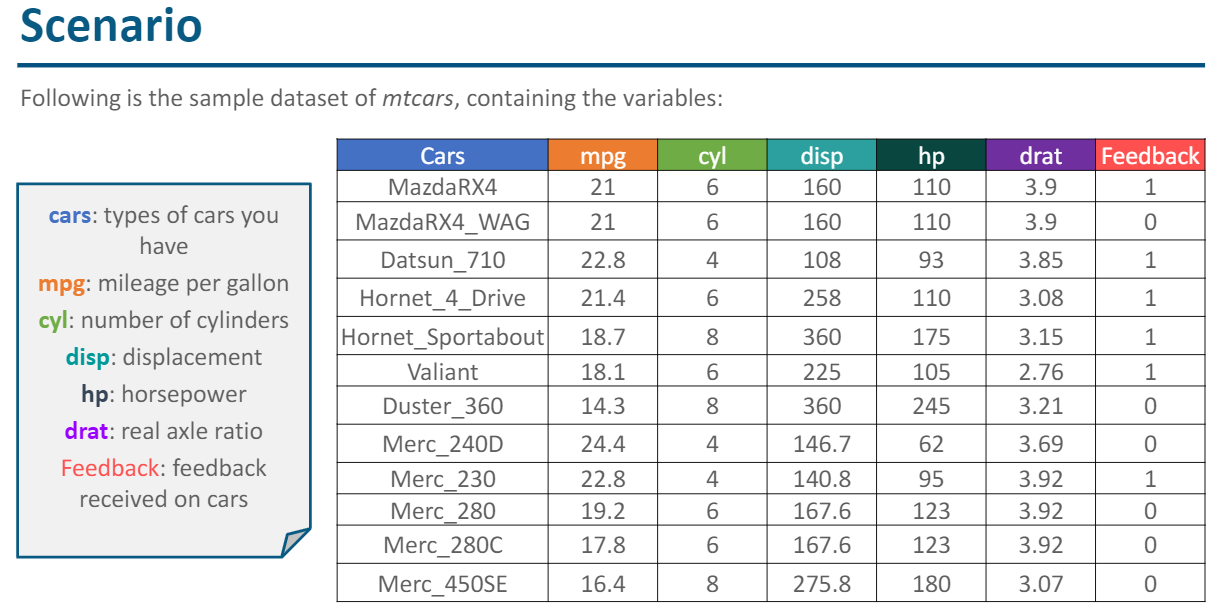 Scenario
Following is the sample dataset of mtcars, containing the variables:
cars: types of cars you
have
mpg: mileage per gallon
cyl: number of cylinders
disp: displacement
hp: horsepower
drat: real axle ratio
Feedback: feedback
received on cars
Cars mpg cyl disp hp drat Feedback
MazdaRX4 21 6 160 110 3.9 1
MazdaRX4_WAG 21 6 160 110 3.9 0
Datsun_710 22.8 4 108 93 3.85 1
Hornet_4_Drive 21.4 6 258 110 3.08 1
Hornet_Sportabout 18.7 8 360 175 3.15 1
Valiant 18.1 6 225 105 2.76 1
Duster_360 14.3 8 360 245 3.21 0
Merc_240D 24.4 4 146.7 62 3.69 0
Merc_230 22.8 4 140.8 95 3.92 1
Merc_280 19.2 6 167.6 123 3.92 0
Merc_280C 17.8 6 167.6 123 3.92 0
Merc_450SE 16.4 8 275.8 180 3.07 0